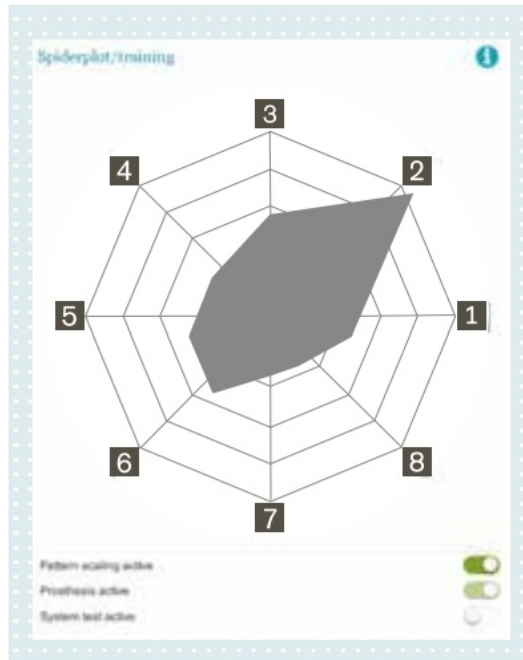 Spiderplot/training
3
4
2
5
1
6
8
7
Pattern scaling active
Prosthesis active
System test active